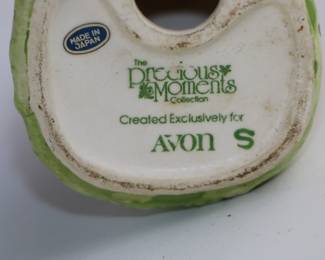 MADE IN
JAPAN
The
Precious
Moments
Collection
Created Exclusively for
AVON S